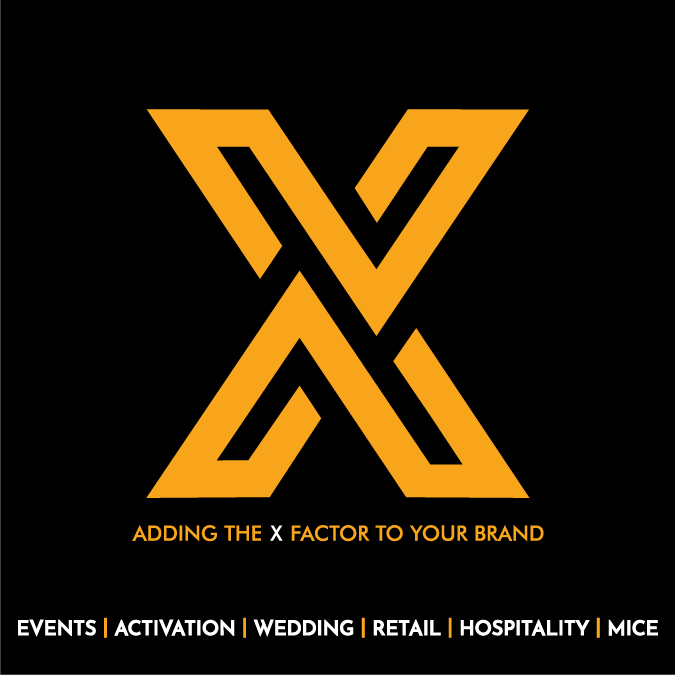 X
ADDING THE X FACTOR TO YOUR BRAND
EVENTS | ACTIVATION | WEDDING | RETAIL | HOSPITALITY | MICE